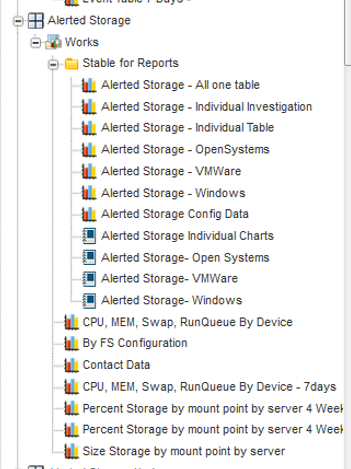 Event Table 7 Days -
Alerted Storage
Works
Stable for Reports
Alerted Storage - All one table
Alerted Storage - Individual Investigation
Alerted Storage - Individual Table
Alerted Storage - OpenSystems
Alerted Storage - VMWare
Alerted Storage - Windows
Alerted Storage Config Data
Alerted Storage Individual Charts
Alerted Storage- Open Systems
Alerted Storage- VMWare
Alerted Storage- Windows
CPU, MEM, Swap, RunQueue By Device
By FS Configuration
Contact Data
CPU, MEM, Swap, RunQueue By Device - 7days
Percent Storage by mount point by server 4 Week
Percent Storage by mount point by server 4 Week
Size Storage by mount point by server